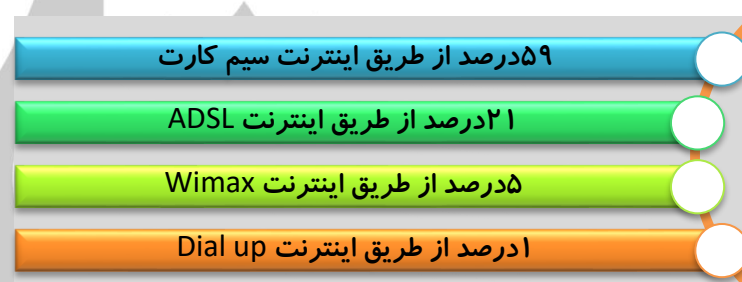 ۵۹درصد از طریق اینترنت سیم کارت
۲۱درصد از طریق اینترنت ADSL
۵درصد از طریق اینترنت Wimax
۱درصد از طریق اینترنت Dial up